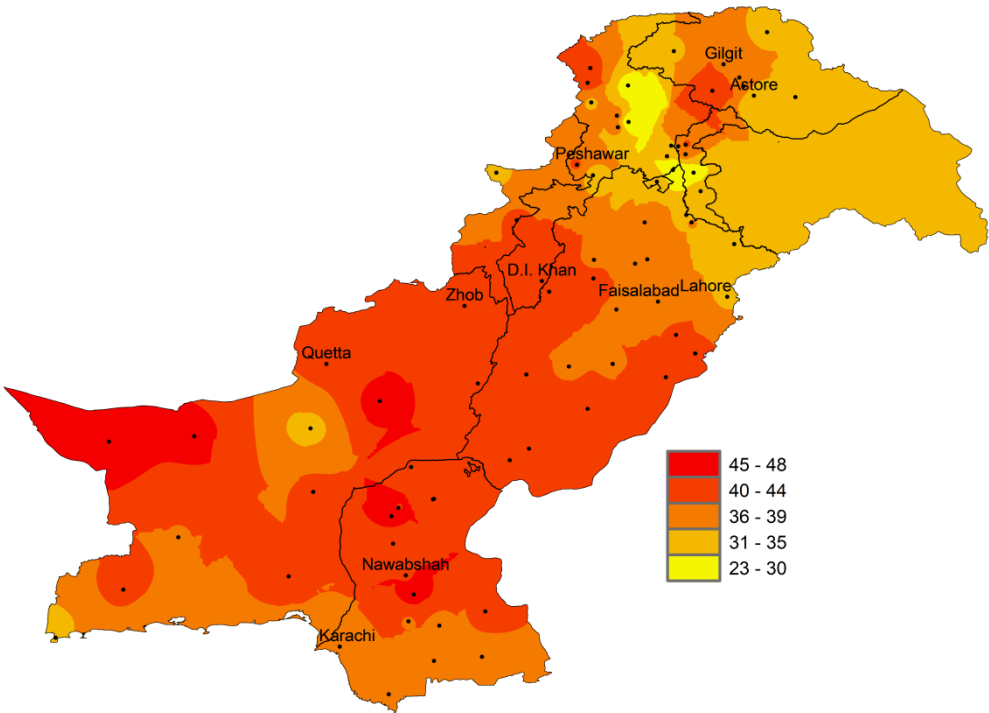 Gilgit
Astore
Peshawar
D.I. Khan
Zhob
Faisalabad
Lahore
Quetta
45 - 48
40 - 44
36 - 39
31 - 35
23 - 30
Nawabshah
Karachi